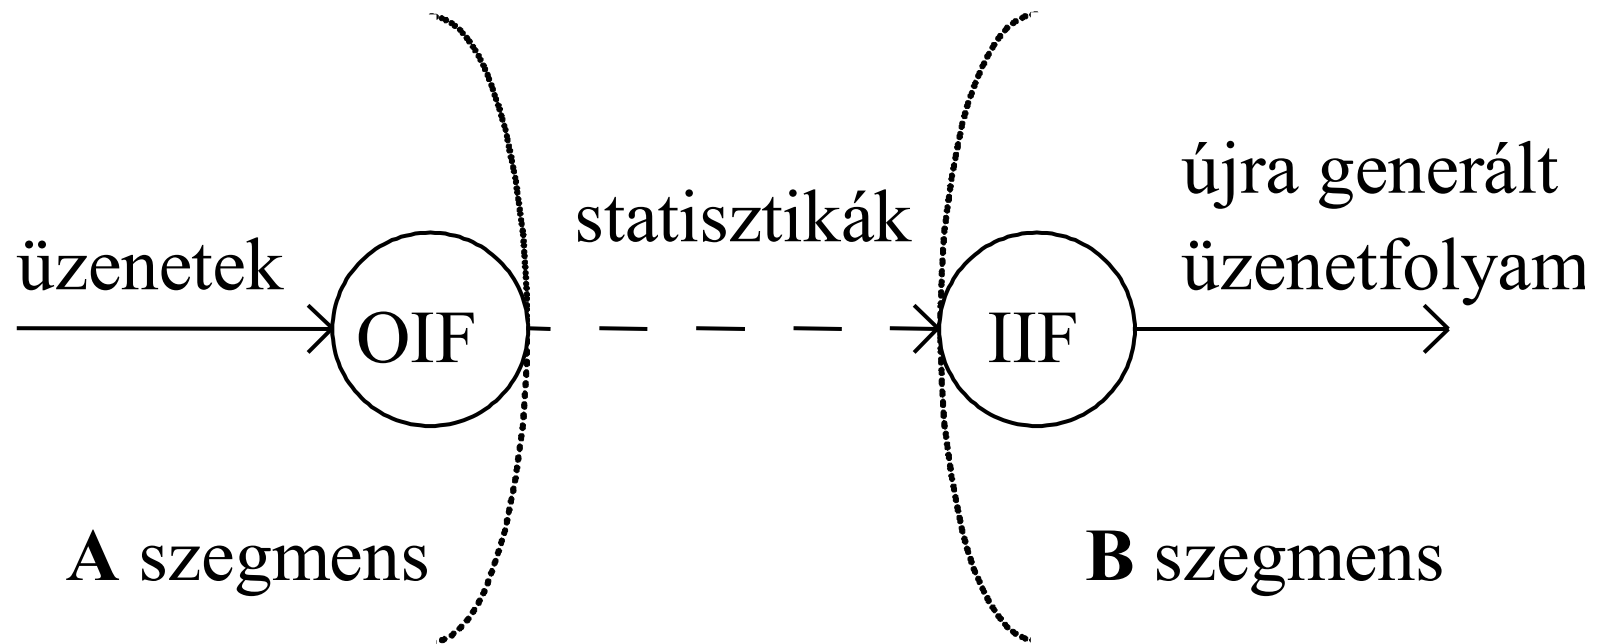 üzenetek
OIF
statisztikák
IIF
újra generált
üzenetfolyam
A szegmens
B szegmens